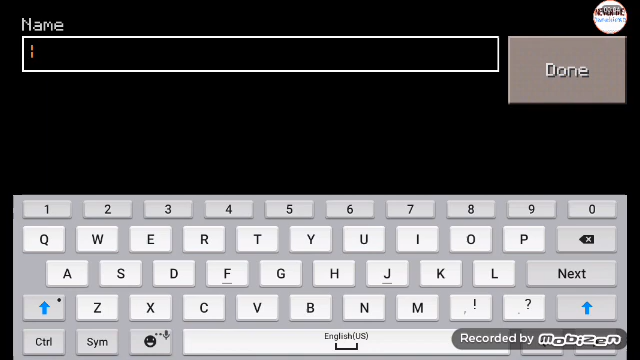 Name
Done
1 2 3 4 5 6 7 8 9 0
Q W E R T Y U I O P
A S D F G H J K L Next
Z X C V B N M , ! . ?
Ctrl Sym English(US)
Recorded by Mobizen